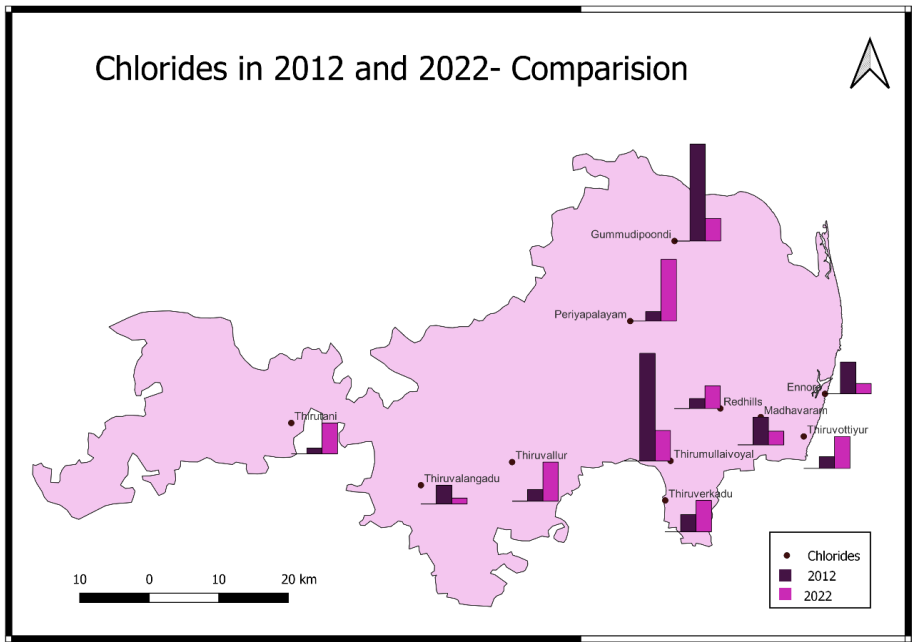 Chlorides in 2012 and 2022- Comparision
Gummudipoondi
Periyapalayam
Ennore
Redhills
Madhavaram
Thirutani
Thiruvottiyur
Thiruvallur
Thirumullaivoyal
Thiruvalangadu
Thiruverkadu
10 0 10 20 km
Chlorides
2012
2022